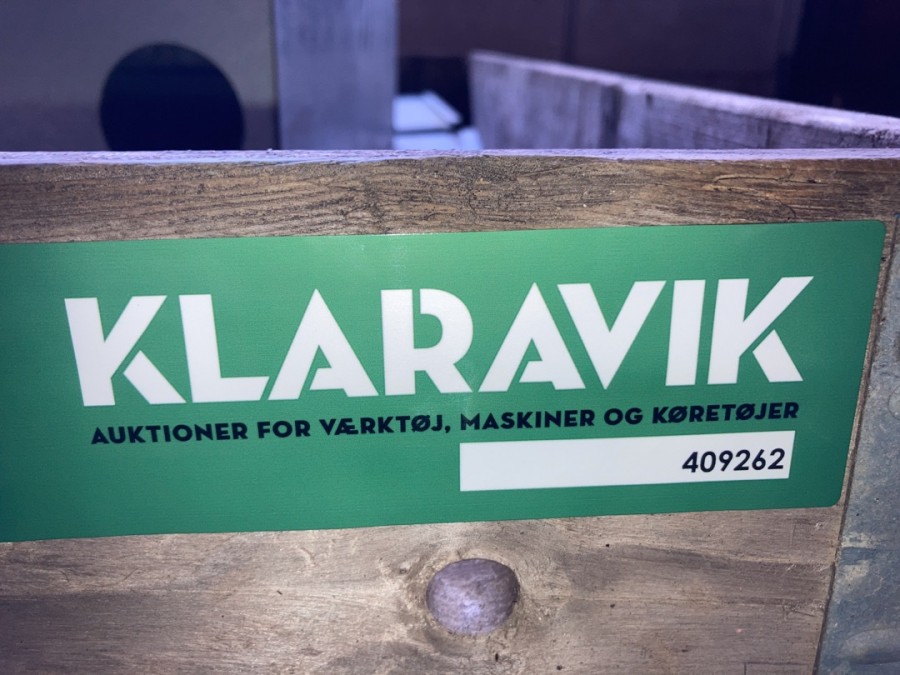 KLARAVIK
AUKTIONER FOR VÆRKTØJ, MASKINER OG KØRETØJER
409262